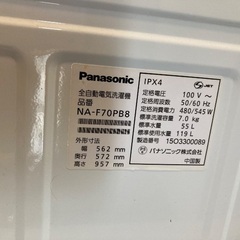 Panasonic
全自動電気洗濯機
品番
NA-F70PB8
外形寸法
幅 562 mm
奥行 572 mm
高さ 957 mm
IPX4
JET
定格電圧 100 V～
定格周波数 50/60 Hz
定格消費電力 480/545 W
標準洗濯容量 7.0 kg
標準水量 55 L
標準使用水量 119 L
製造番号 15O3300089
パナソニック株式会社
中国製